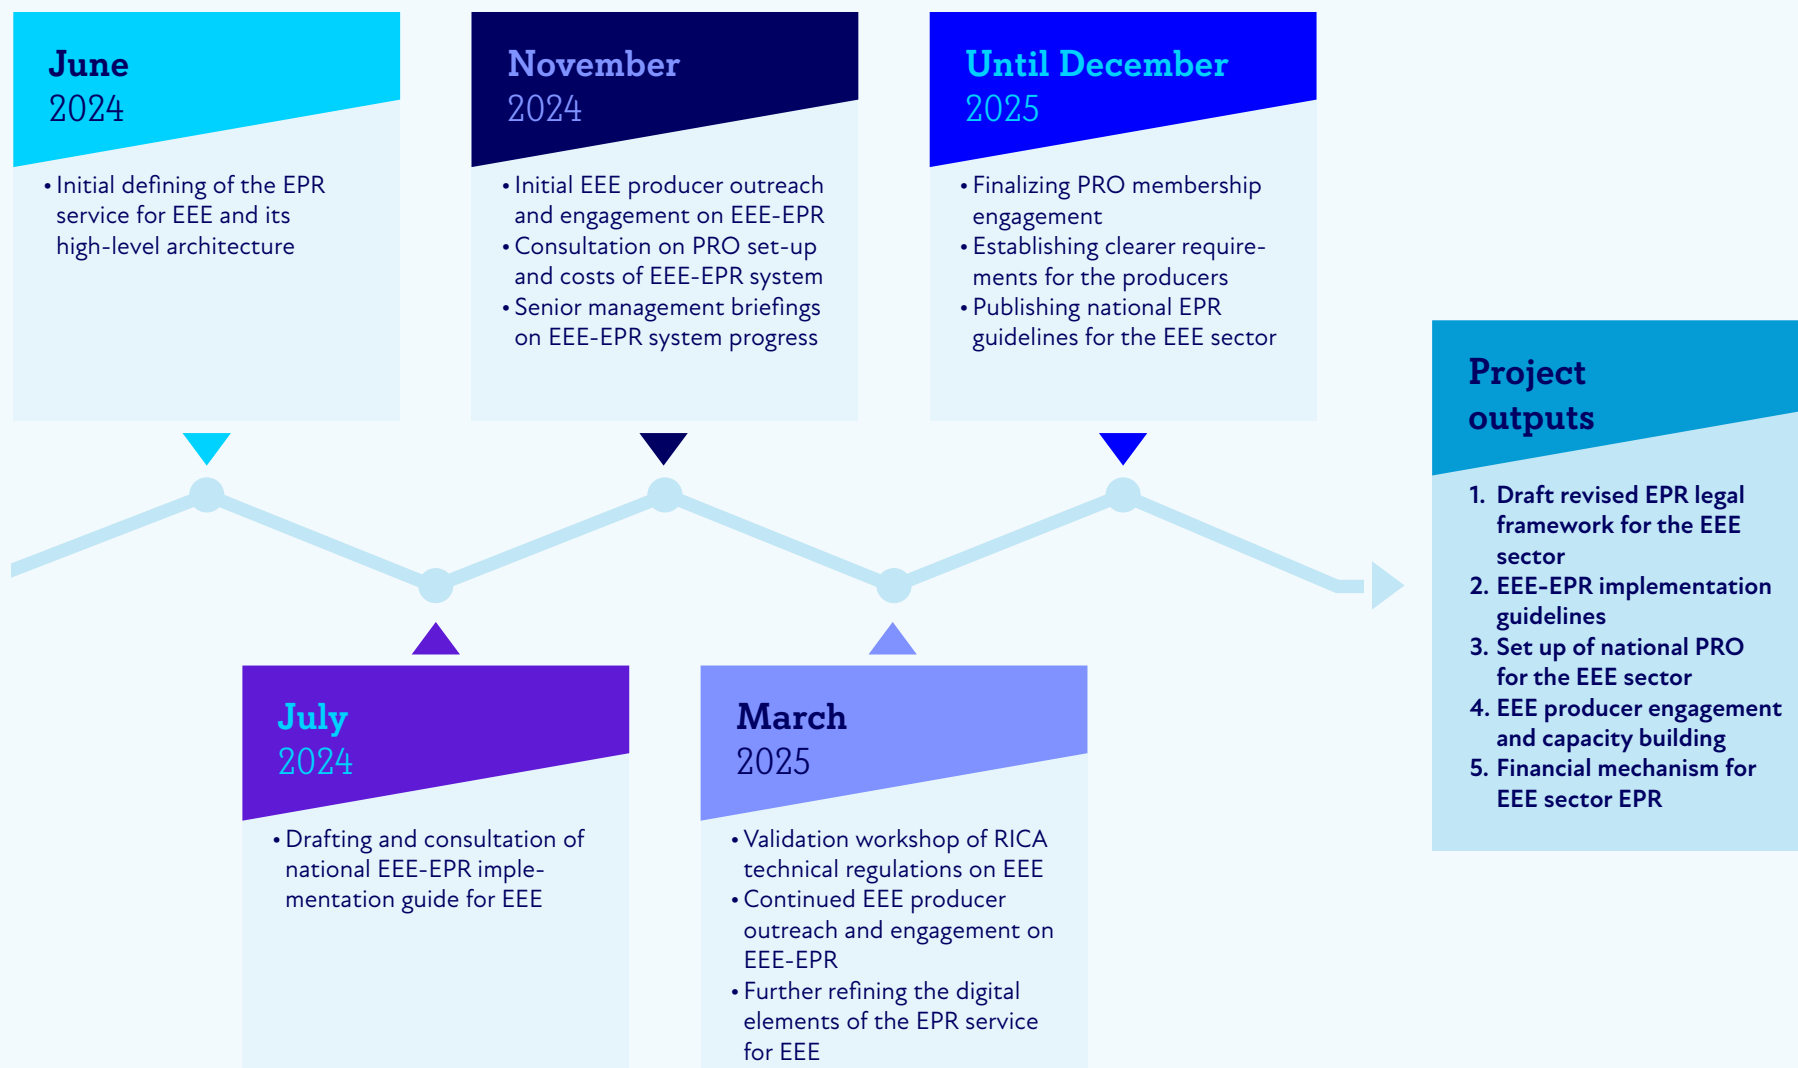 June
2024
• Initial defining of the EPR
service for EEE and its
high-level architecture
July
2024
• Drafting and consultation of
national EEE-EPR imple-
mentation guide for EEE
November
2024
• Initial EEE producer outreach
and engagement on EEE-EPR
• Consultation on PRO set-up
and costs of EEE-EPR system
• Senior management briefings
on EEE-EPR system progress
March
2025
• Validation workshop of RICA
technical regulations on EEE
• Continued EEE producer
outreach and engagement on
EEE-EPR
• Further refining the digital
elements of the EPR service
for EEE
Until December
2025
• Finalizing PRO membership
engagement
• Establishing clearer require-
ments for the producers
• Publishing national EPR
guidelines for the EEE sector
Project
outputs
1. Draft revised EPR legal
framework for the EEE
sector
2. EEE-EPR implementation
guidelines
3. Set up of national PRO
for the EEE sector
4. EEE producer engagement
and capacity building
5. Financial mechanism for
EEE sector EPR